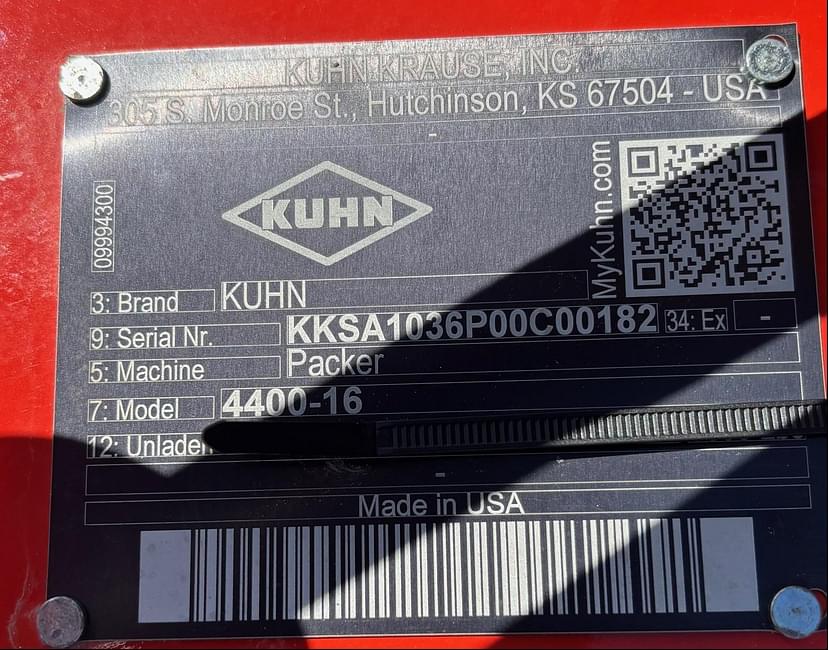 KUHN KRAUSE, INC.
305 S. Monroe St., Hutchinson, KS 67504 - USA
-
09994300
KUHN
MyKuhn.com
3: Brand KUHN
9: Serial Nr. KKSA1036P00C00182 34: Ex -
5: Machine Packer
7: Model 4400-16
12: Unladen
-
Made in USA